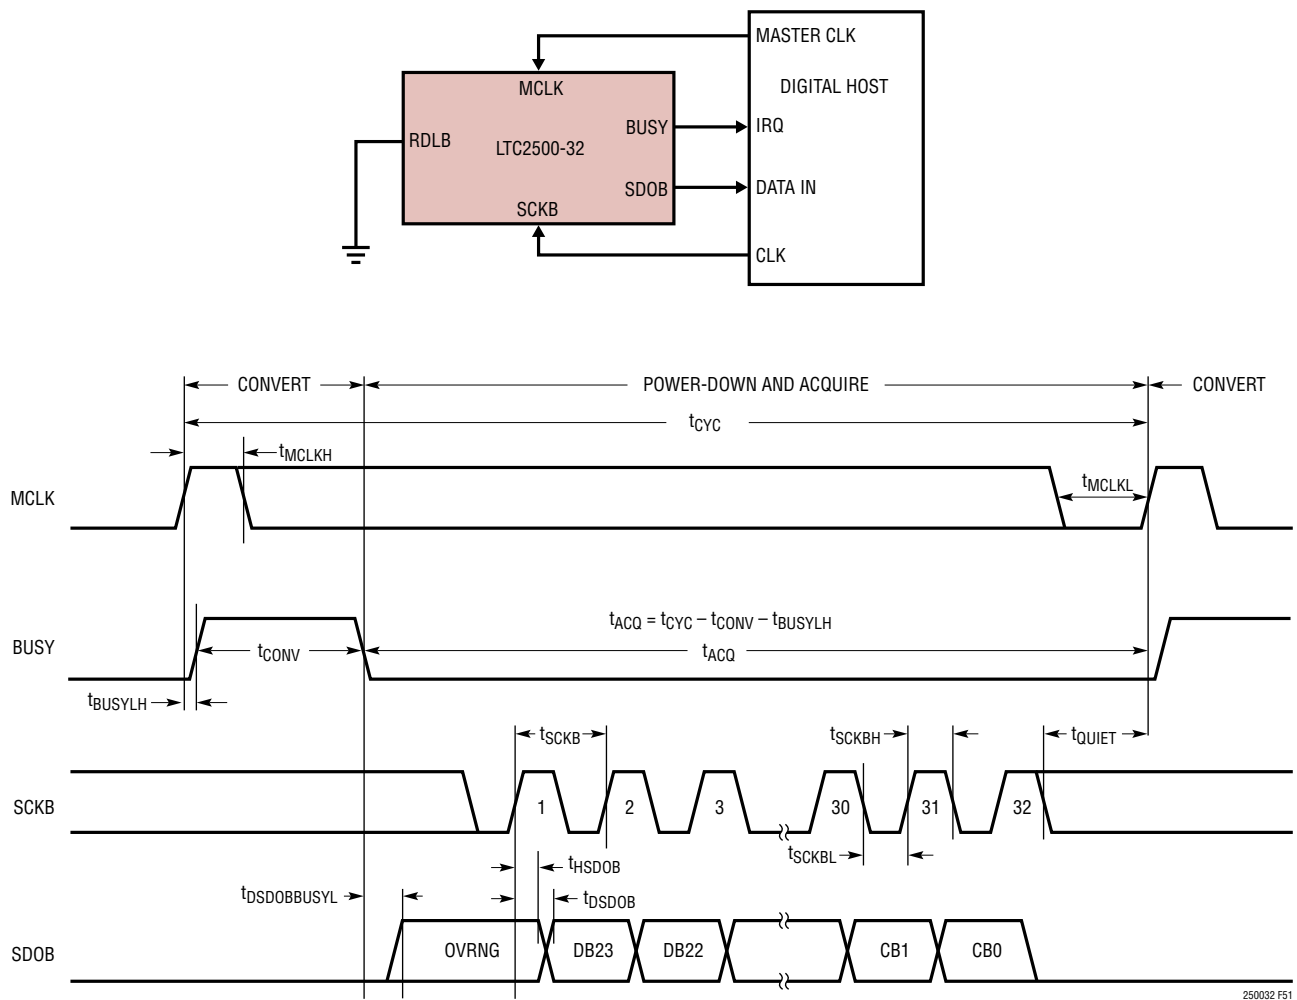 MASTER CLK
MCLK
DIGITAL HOST
BUSY
IRQ
RDLB
LTC2500-32
SDOB
DATA IN
SCKB
CLK
CONVERT
POWER-DOWN AND ACQUIRE
CONVERT
tCYC
tMCLKH
MCLK
tMCLKL
tACQ = tCYC – tCONV – tBUSYLH
BUSY
tCONV
tACQ
tBUSYLH
tSCKB
tSCKBH
tQUIET
SCKB
1
2
3
30
31
32
tSCKBL
tHSDOB
tDSDOBBUSYL
tDSDOB
SDOB
OVRNG
DB23
DB22
CB1
CB0
250032 F51